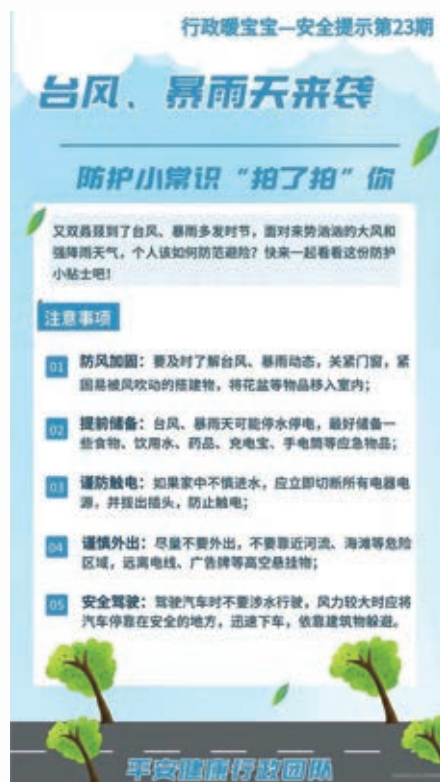 行政暖宝宝—安全提示第23期
台风、暴雨天来袭
防护小常识“拍了拍”你
又双叒叕到了台风、暴雨多发时节，面对来势汹汹的大风和
强降雨天气，个人该如何防范避险？快来一起看看这份防护
小贴士吧！
注意事项
01 防风加固：要及时了解台风、暴雨动态，关紧门窗，紧
固易被风吹动的搭建物，将花盆等物品移入室内；
02 提前储备：台风、暴雨天可能停水停电，最好储备一
些食物、饮用水、药品、充电宝、手电筒等应急物品；
03 谨防触电：如果家中不慎进水，应立即切断所有电器电
源，并拔出插头，防止触电；
04 谨慎外出：尽量不要外出，不要靠近河流、海滩等危险
区域，远离电线、广告牌等高空悬挂物；
05 安全驾驶：驾驶汽车时不要涉水行驶，风力较大时应将
汽车停靠在安全的地方，迅速下车，依靠建筑物躲避。
平安健康行政团队